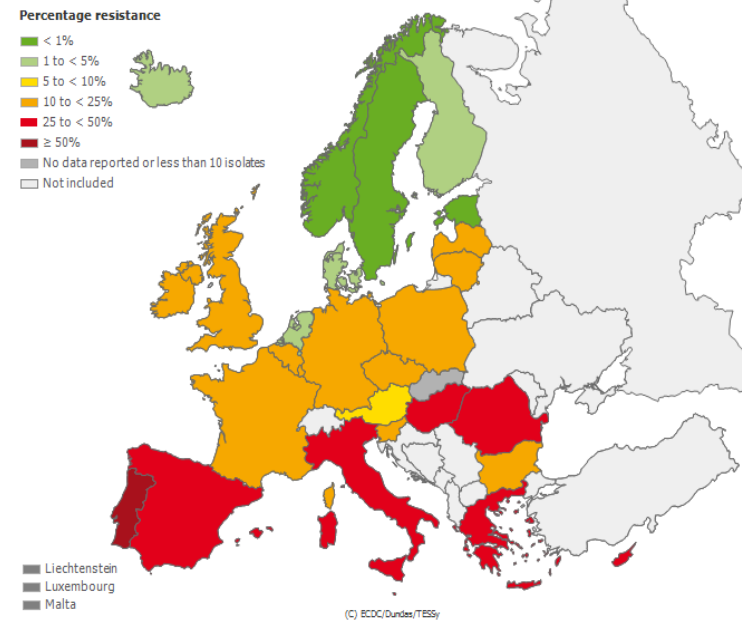 Percentage resistance
< 1%
1 to < 5%
5 to < 10%
10 to < 25%
25 to < 50%
≥ 50%
No data reported or less than 10 isolates
Not included
Liechtenstein
Luxembourg
Malta
(C) ECDC/Dundas/TESSy